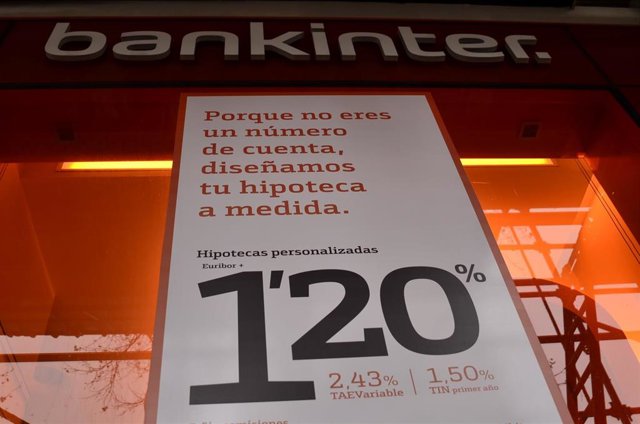 bankinter.
Porque no eres
un número
de cuenta,
diseñamos
tu hipoteca
a medida.
Hipotecas personalizadas
Euribor +
1'20%
2,43% | 1,50%
TAEVariable TIN primer año
comisiones